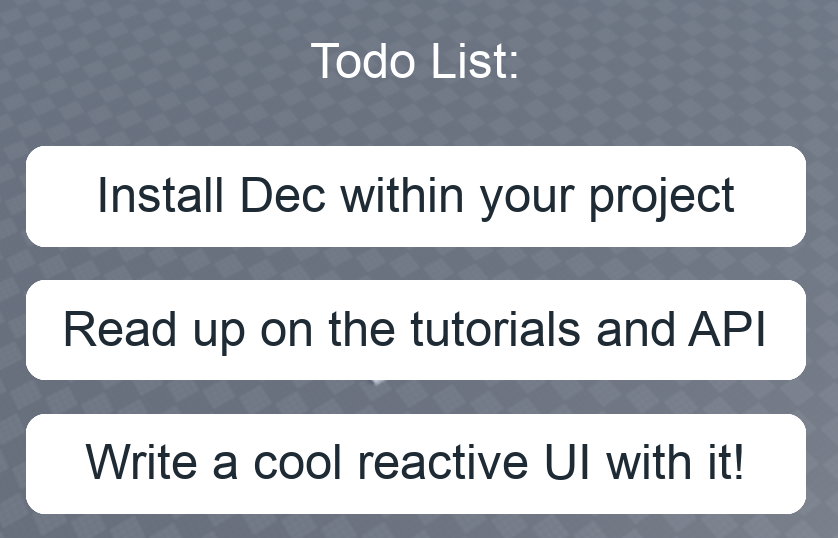 Todo List:
Install Dec within your project
Read up on the tutorials and API
Write a cool reactive UI with it!